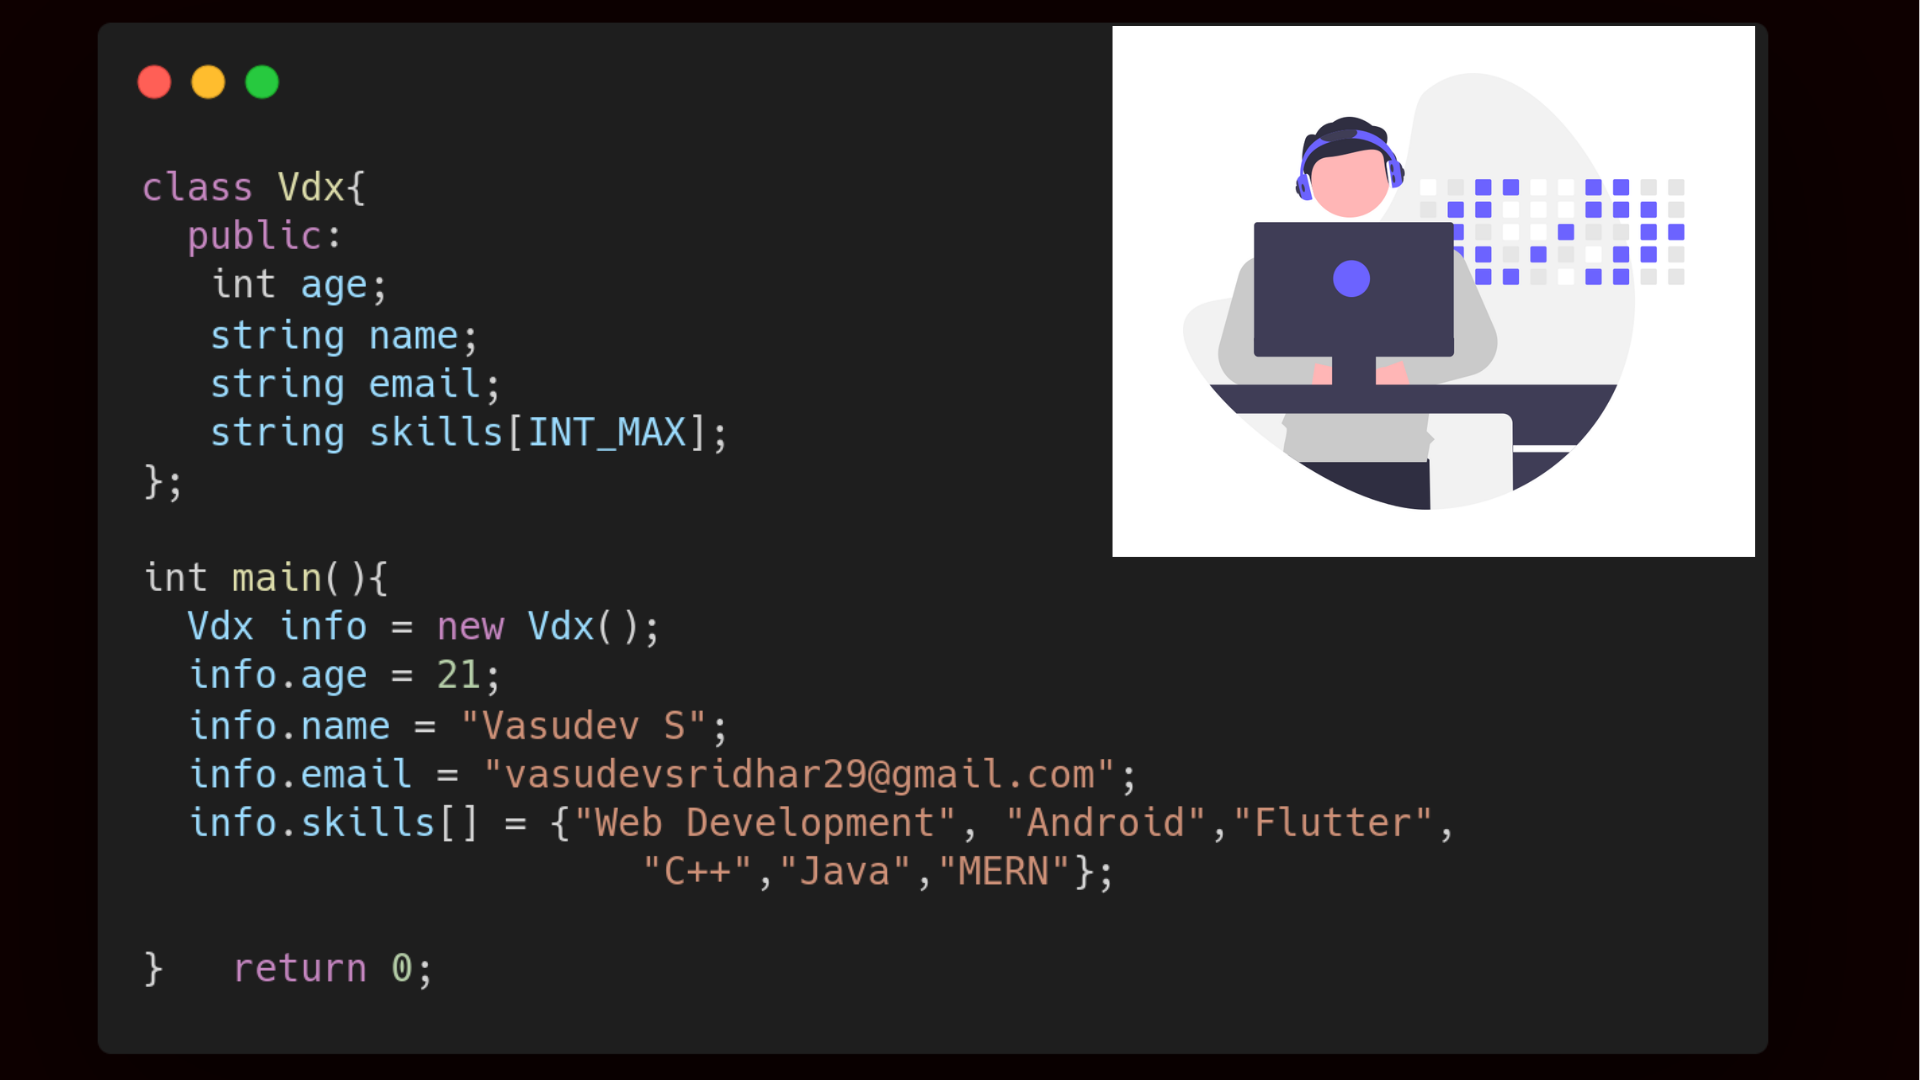 class Vdx{
public:
int age;
string name;
string email;
string skills[INT_MAX];
};
int main(){
Vdx info = new Vdx();
info.age = 21;
info.name = "Vasudev S";
info.email = "vasudevsridhar29@gmail.com";
info.skills[] = {"Web Development", "Android","Flutter",
"C++","Java","MERN"};
} return 0;